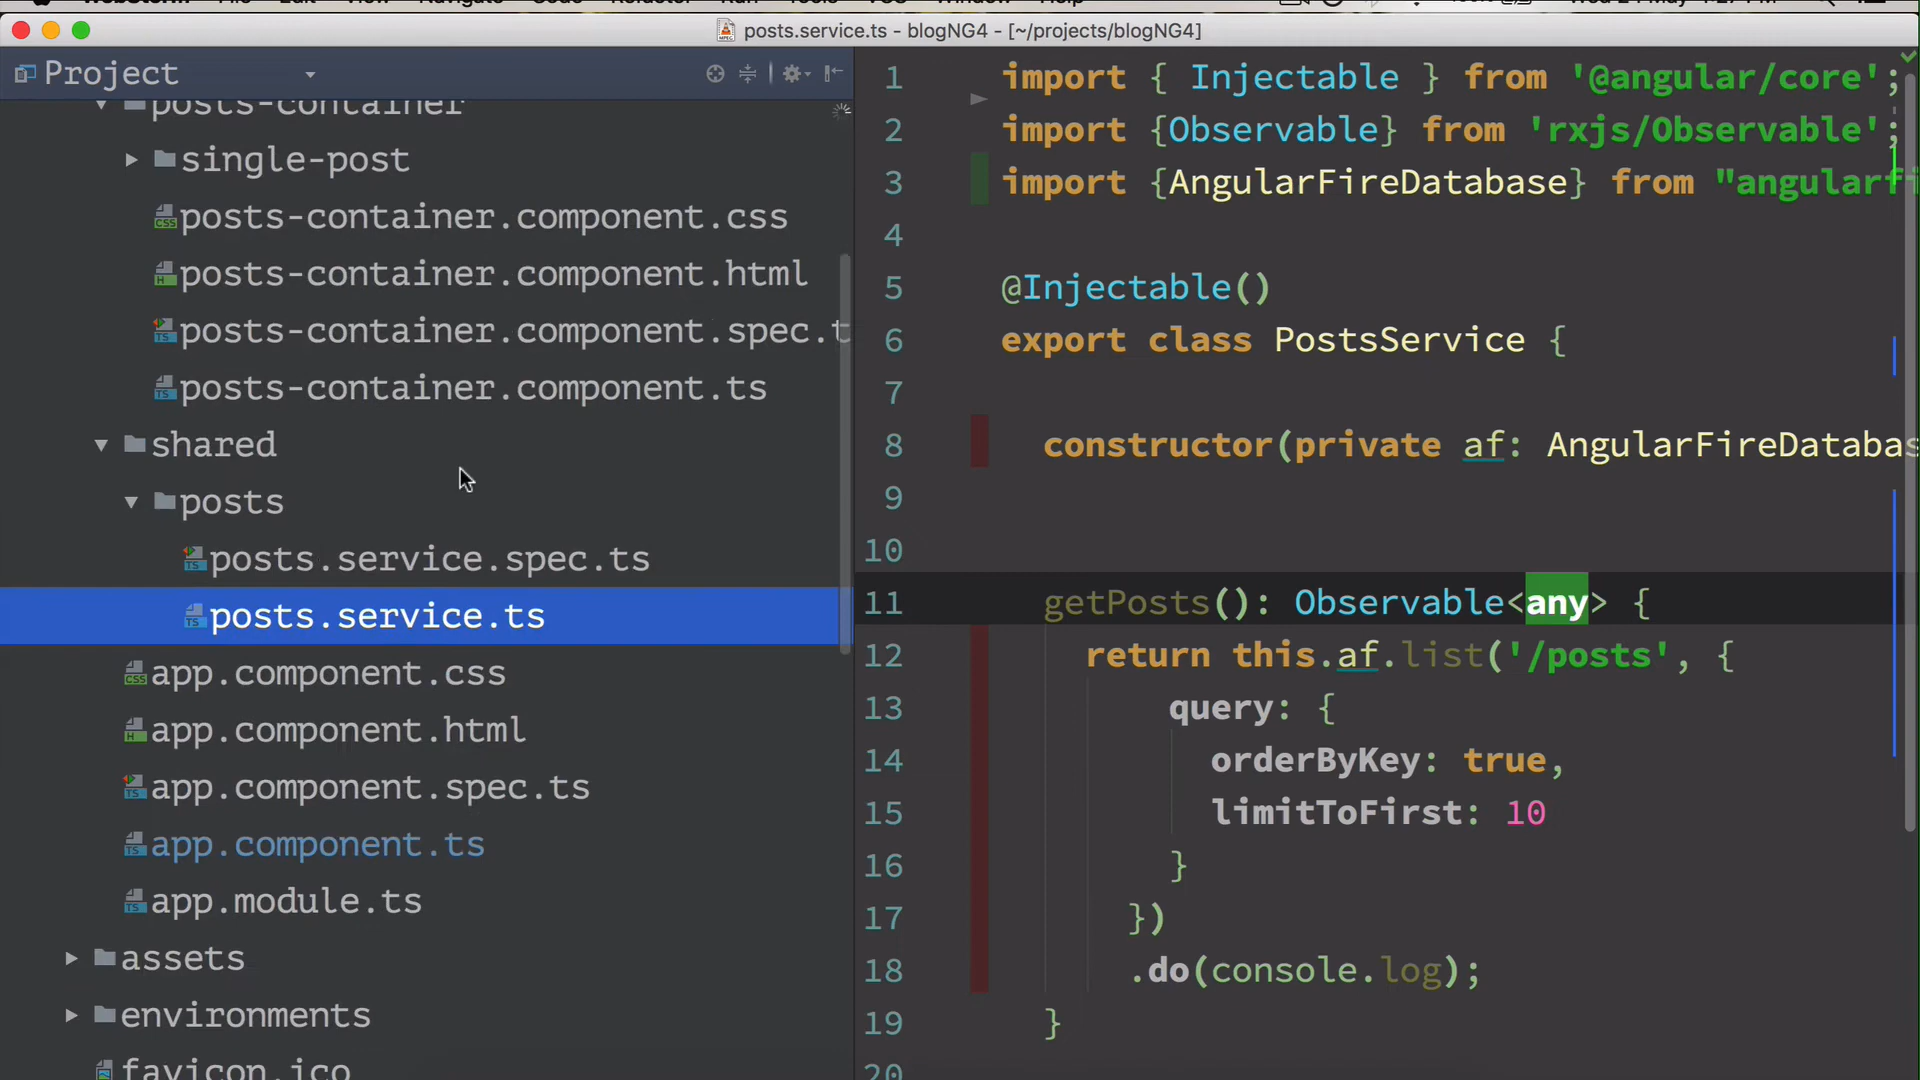 posts.service.ts - blogNG4 - [~/projects/blogNG4]
Project
posts-container
single-post
posts-container.component.css
posts-container.component.html
posts-container.component.spec.t
posts-container.component.ts
shared
posts
posts.service.spec.ts
posts.service.ts
app.component.css
app.component.html
app.component.spec.ts
app.component.ts
app.module.ts
assets
environments
favicon.ico
1 import { Injectable } from '@angular/core';
2 import {Observable} from 'rxjs/Observable';
3 import {AngularFireDatabase} from "angularfi
4
5 @Injectable()
6 export class PostsService {
7
8 constructor(private af: AngularFireDatabas
9
10
11 getPosts(): Observable<any> {
12 return this.af.list('/posts', {
13 query: {
14 orderByKey: true,
15 limitToFirst: 10
16 }
17 })
18 .do(console.log);
19 }
20